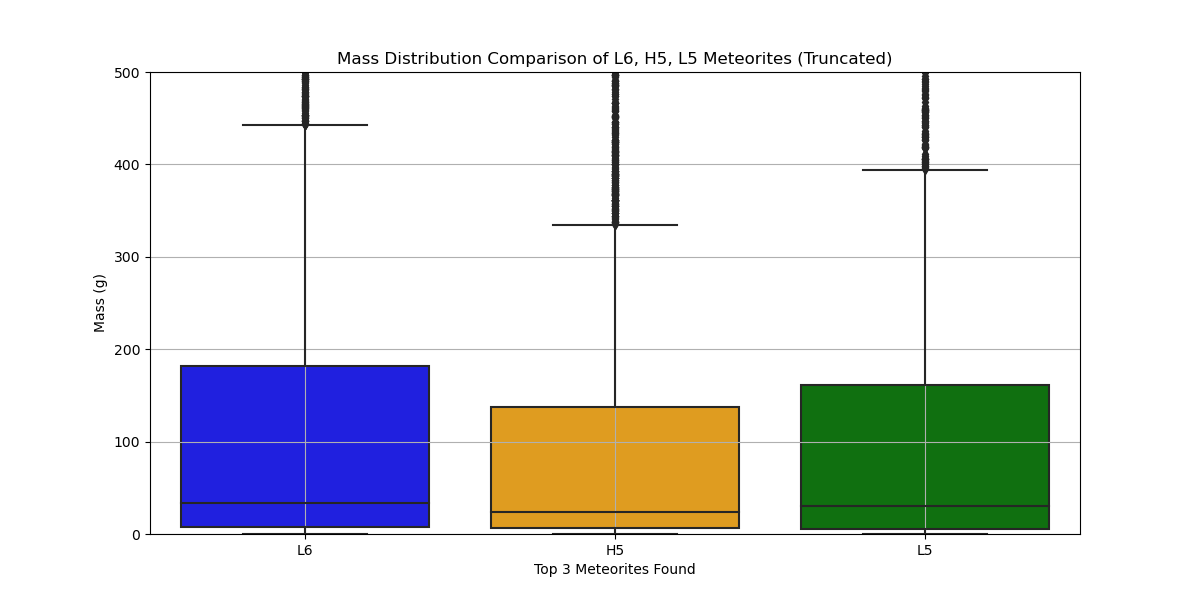 Mass Distribution Comparison of L6, H5, L5 Meteorites (Truncated)
500
400
300
200
100
0
Mass (g)
L6 H5 L5
Top 3 Meteorites Found